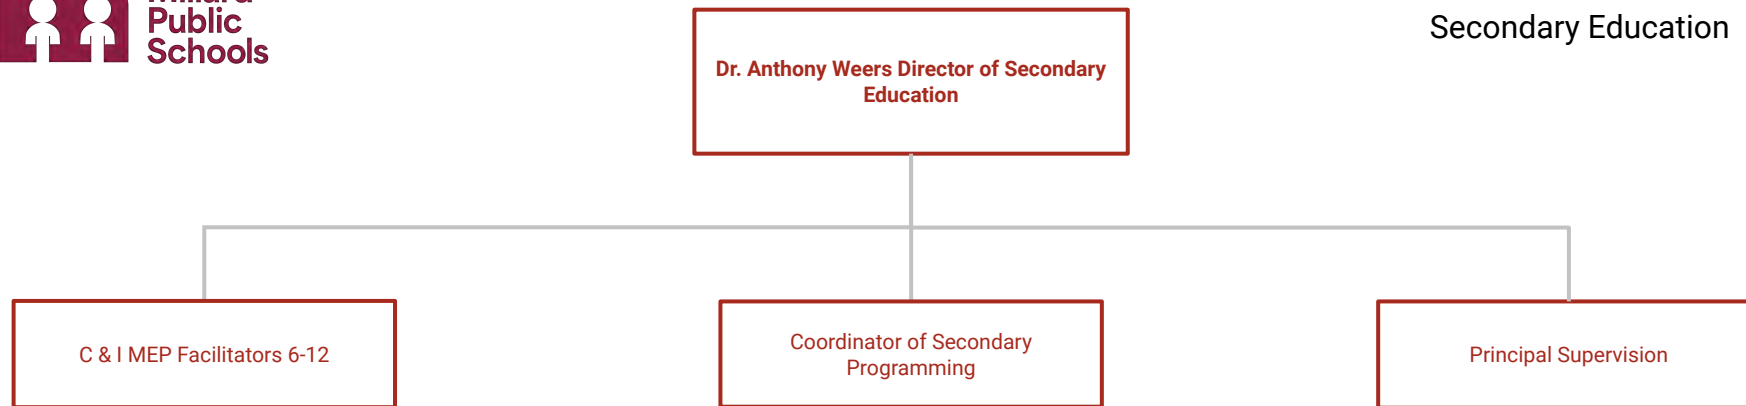 Public
Schools
Secondary Education
Dr. Anthony Weers Director of Secondary
Education
C & I MEP Facilitators 6-12
Coordinator of Secondary
Programming
Principal Supervision